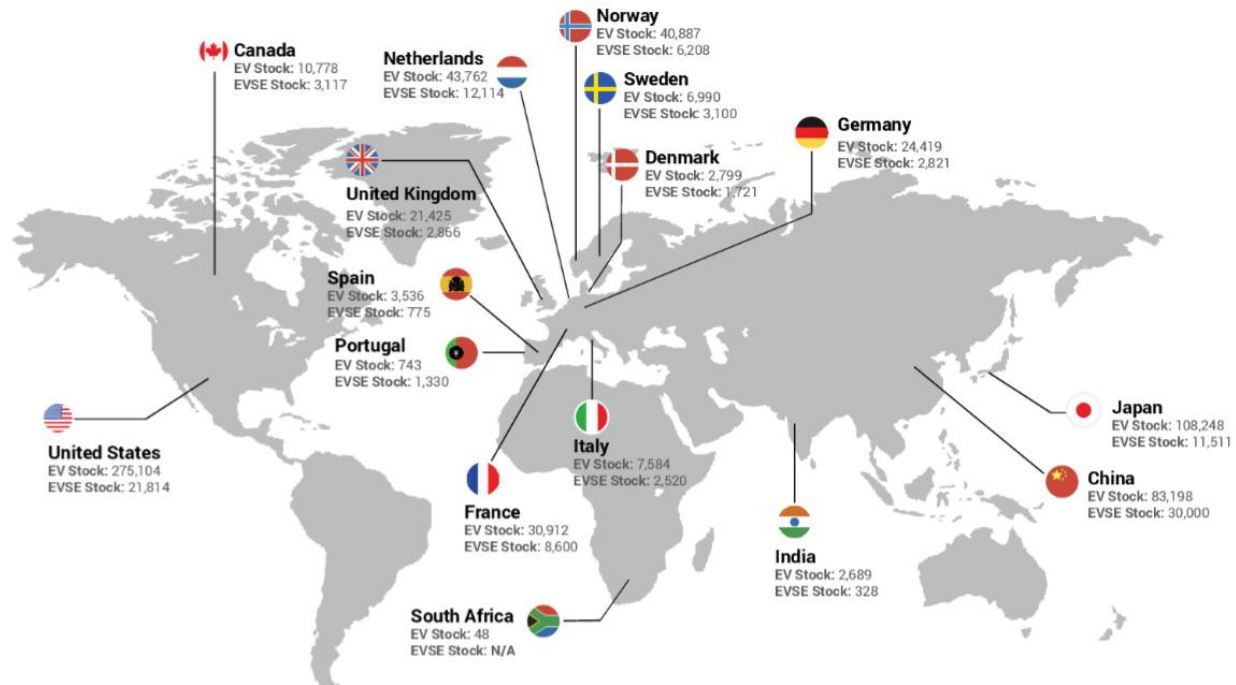 Norway
EV Stock: 40,887
EVSE Stock: 6,208
Canada
EV Stock: 10,778
EVSE Stock: 3,117
Netherlands
EV Stock: 43,762
EVSE Stock: 12,114
Sweden
EV Stock: 6,990
EVSE Stock: 3,100
Germany
EV Stock: 24,419
EVSE Stock: 2,821
Denmark
EV Stock: 2,799
EVSE Stock: 1,721
United Kingdom
EV Stock: 21,425
EVSE Stock: 2,866
Spain
EV Stock: 3,536
EVSE Stock: 775
Portugal
EV Stock: 743
EVSE Stock: 1,330
United States
EV Stock: 275,104
EVSE Stock: 21,814
Italy
EV Stock: 7,584
EVSE Stock: 2,520
Japan
EV Stock: 108,248
EVSE Stock: 11,511
China
EV Stock: 83,198
EVSE Stock: 30,000
France
EV Stock: 30,912
EVSE Stock: 8,600
India
EV Stock: 2,689
EVSE Stock: 328
South Africa
EV Stock: 48
EVSE Stock: N/A